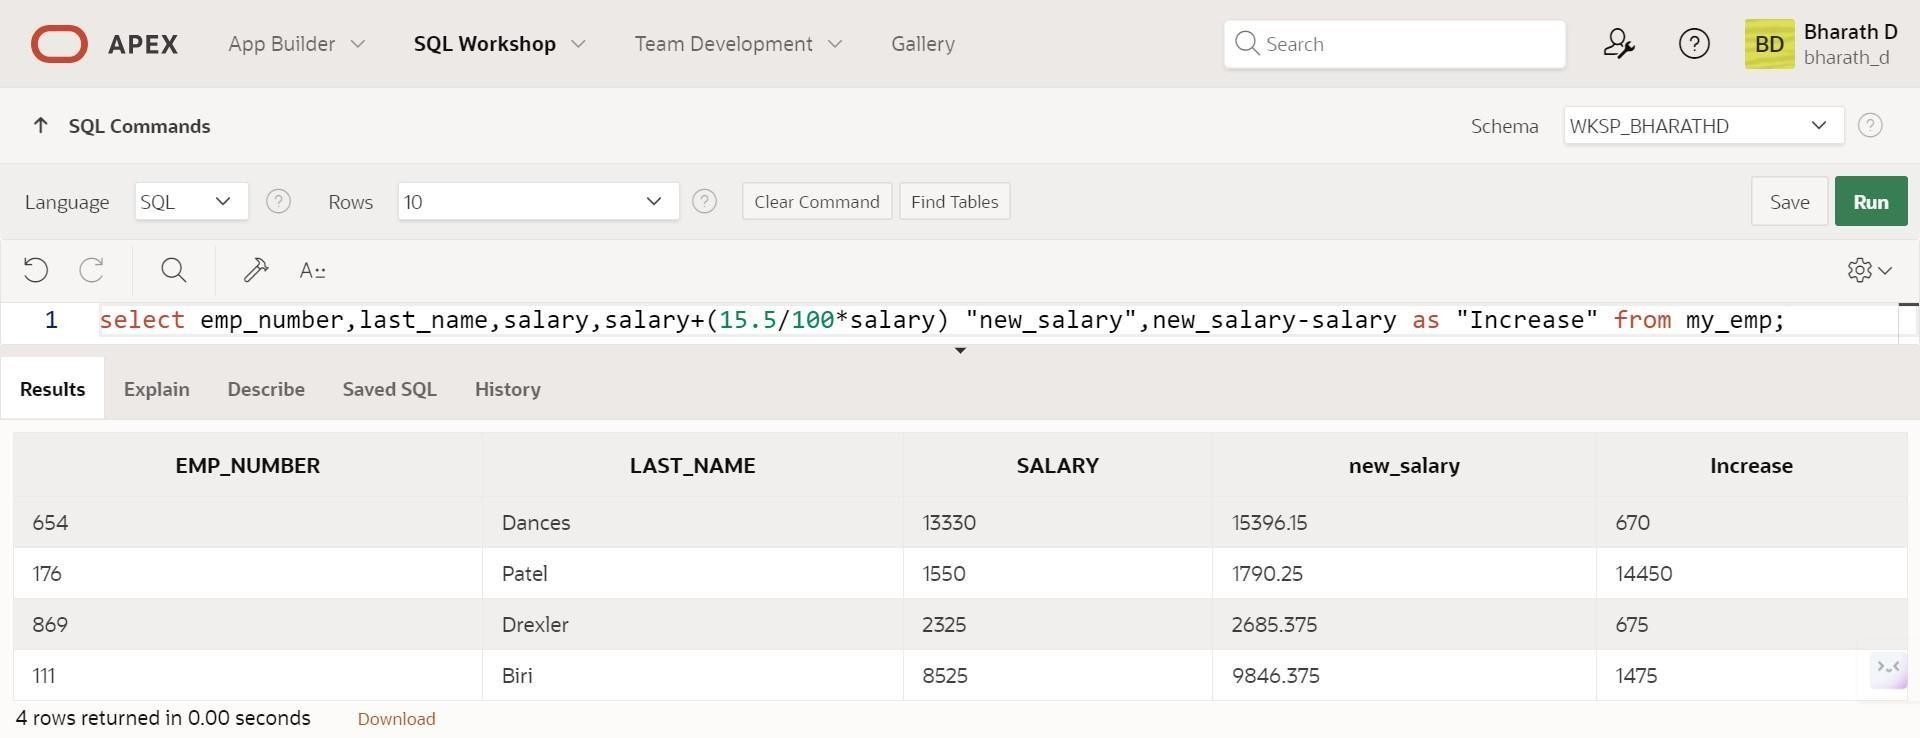 APEX App Builder SQL Workshop Team Development Gallery Search ? BD Bharath D
bharath_d
SQL Commands Schema WKSP_BHARATHD ?
Language SQL ? Rows 10 ? Clear Command Find Tables Save Run
A::
1 select emp_number,last_name,salary,salary+(15.5/100*salary) "new_salary",new_salary-salary as "Increase" from my_emp;
Results Explain Describe Saved SQL History
EMP_NUMBER LAST_NAME SALARY new_salary Increase
654 Dances 13330 15396.15 670
176 Patel 1550 1790.25 14450
869 Drexler 2325 2685.375 675
111 Biri 8525 9846.375 1475
4 rows returned in 0.00 seconds Download